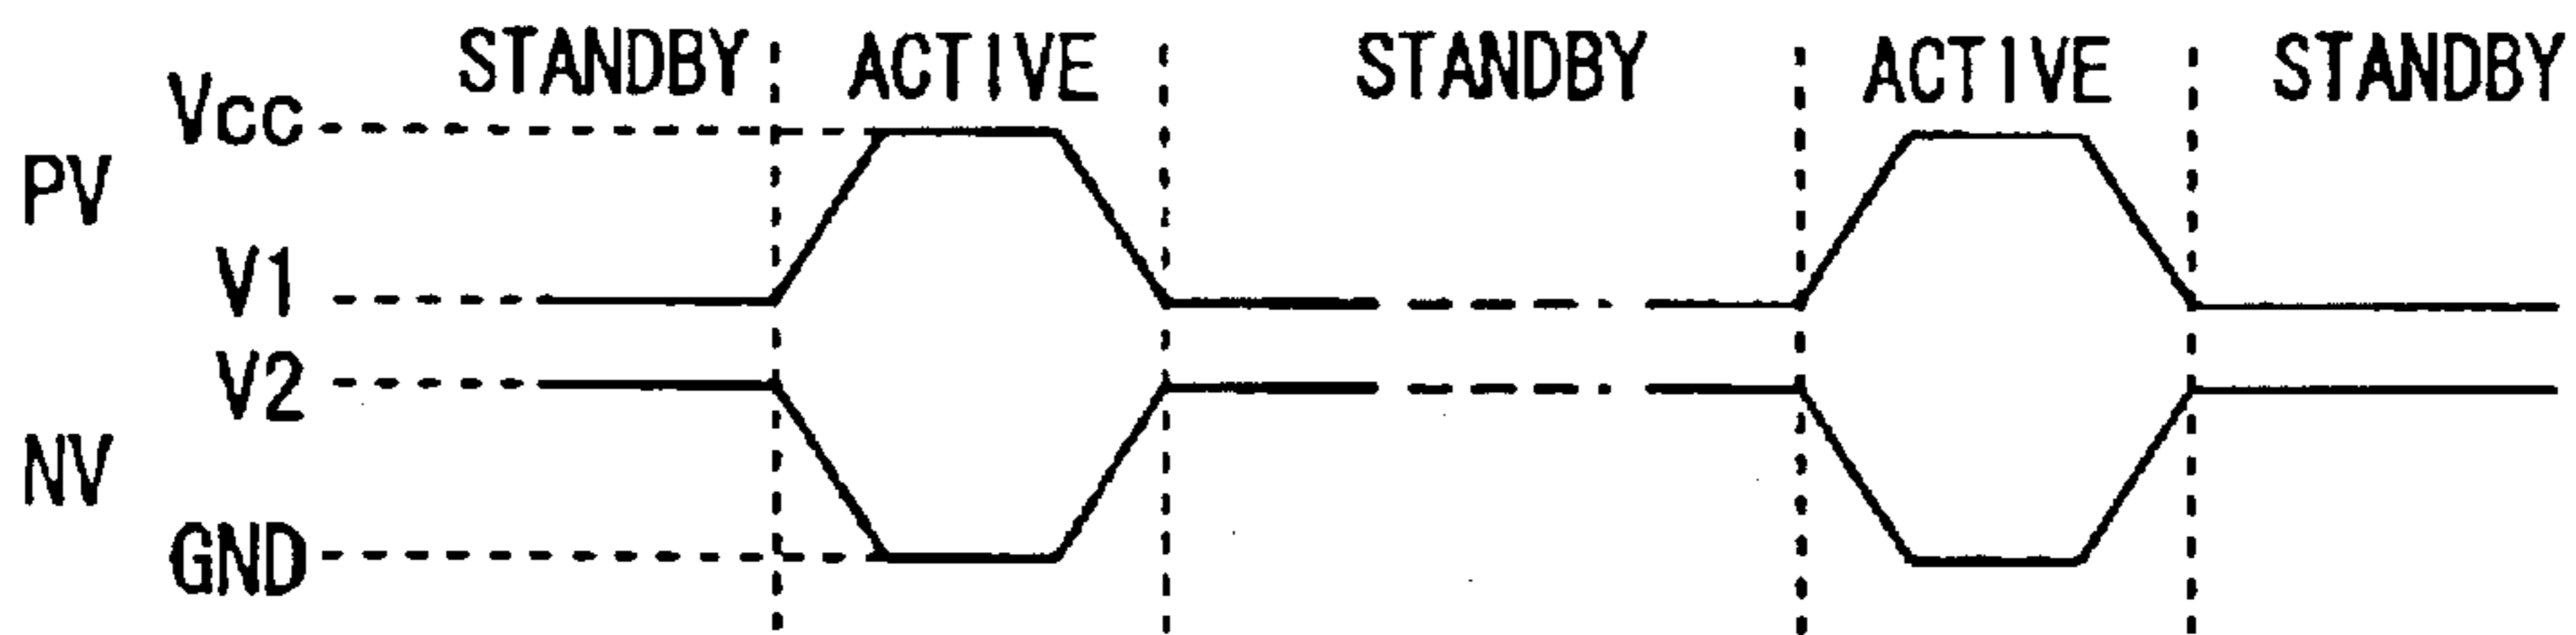 STANDBY ACTIVE STANDBY ACTIVE STANDBY
Vcc
PV
V1
V2
NV
GND